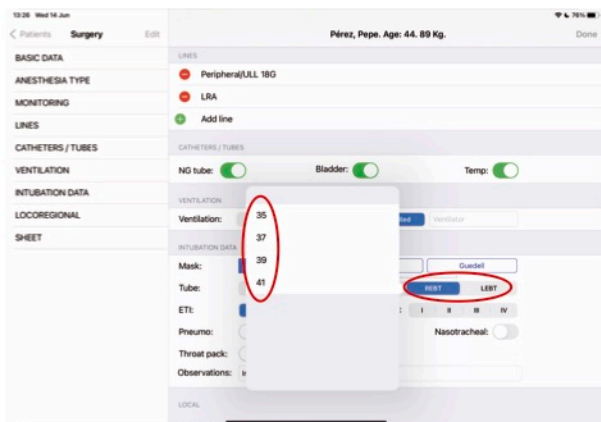 13:26 Wed 14 Jun
76%
Patients Surgery Edit
Pérez, Pepe. Age: 44. 89 Kg.
Done
BASIC DATA
ANESTHESIA TYPE
MONITORING
LINES
CATHETERS / TUBES
VENTILATION
INTUBATION DATA
LOCOREGIONAL
SHEET
LINES
Peripheral/ULL 18G
LRA
Add line
CATHETERS / TUBES
NG tube: Bladder: Temp:
VENTILATION
Ventilation: Ventilator
INTUBATION DATA
Mask: Guedell
Tube: REBT LEBT
ETI: I II III IV
Pneumo: Nasotracheal:
Throat pack:
Observations:
LOCAL
35
37
39
41